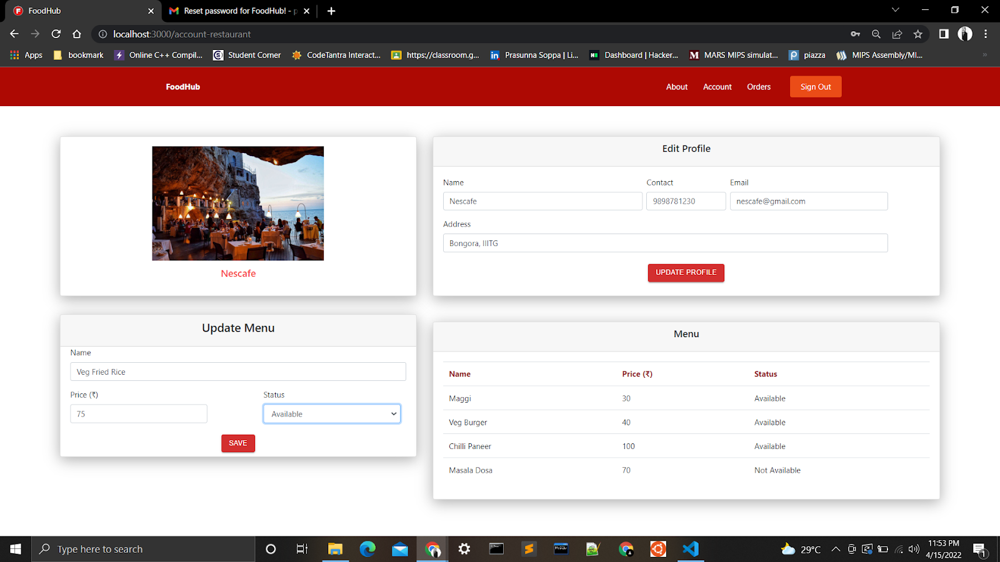 FoodHub
Reset password for FoodHub! - p
localhost:3000/account-restaurant
Apps
bookmark
Online C++ Compil...
Student Corner
CodeTantra Interact...
https://classroom.g...
Prasunna Soppa | Li...
Dashboard | Hacker...
MARS MIPS simulat...
piazza
MIPS Assembly/MI...
FoodHub
About
Account
Orders
Sign Out
Nescafe
Edit Profile
Name
Contact
Email
Nescafe
9898781230
nescafe@gmail.com
Address
Bongora, IIITG
UPDATE PROFILE
Update Menu
Name
Veg Fried Rice
Price (₹)
Status
75
Available
SAVE
Menu
Name Price (₹) Status
Maggi 30 Available
Veg Burger 40 Available
Chilli Paneer 100 Available
Masala Dosa 70 Not Available
Type here to search
29°C
11:53 PM
4/15/2022
1